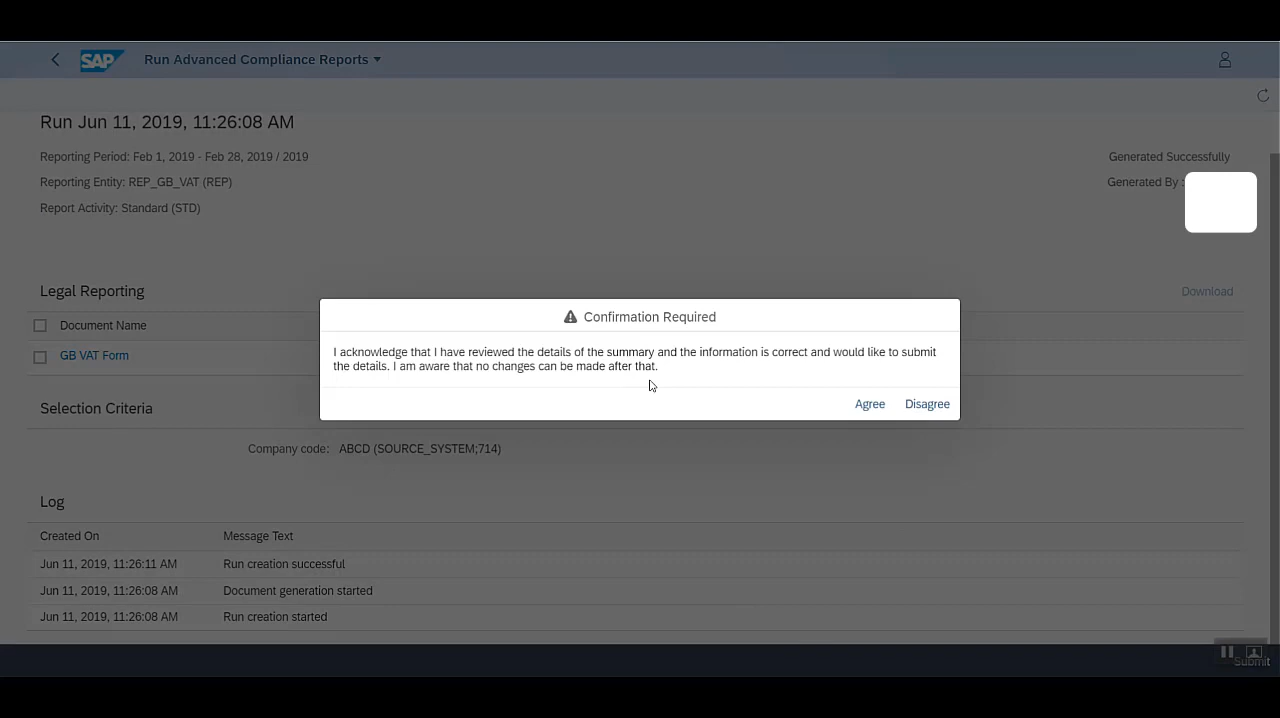 SAP Run Advanced Compliance Reports
Run Jun 11, 2019, 11:26:08 AM
Reporting Period: Feb 1, 2019 - Feb 28, 2019 / 2019
Generated Successfully
Reporting Entity: REP_GB_VAT (REP)
Generated By :
Report Activity: Standard (STD)
Legal Reporting
Download
Document Name
GB VAT Form
Confirmation Required
I acknowledge that I have reviewed the details of the summary and the information is correct and would like to submit
the details. I am aware that no changes can be made after that.
Agree Disagree
Selection Criteria
Company code: ABCD (SOURCE_SYSTEM;714)
Log
Created On Message Text
Jun 11, 2019, 11:26:11 AM Run creation successful
Jun 11, 2019, 11:26:08 AM Document generation started
Jun 11, 2019, 11:26:08 AM Run creation started
Submit